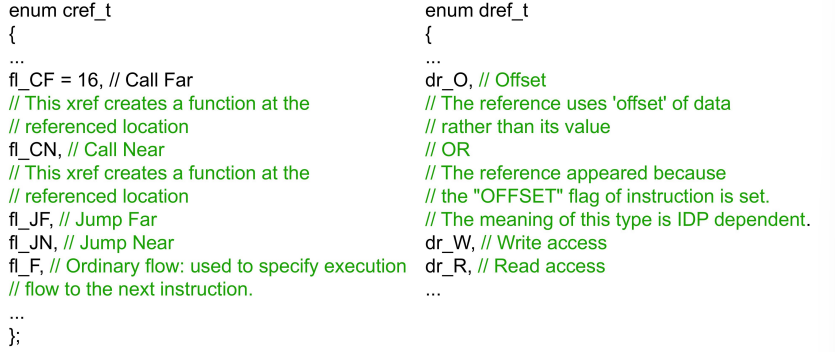 enum cref_t
{
...
fl_CF = 16, // Call Far
// This xref creates a function at the
// referenced location
fl_CN, // Call Near
// This xref creates a function at the
// referenced location
fl_JF, // Jump Far
fl_JN, // Jump Near
fl_F, // Ordinary flow: used to specify execution
// flow to the next instruction.
...
};
enum dref_t
{
...
dr_O, // Offset
// The reference uses 'offset' of data
// rather than its value
// OR
// The reference appeared because
// the "OFFSET" flag of instruction is set.
// The meaning of this type is IDP dependent.
dr_W, // Write access
dr_R, // Read access
...